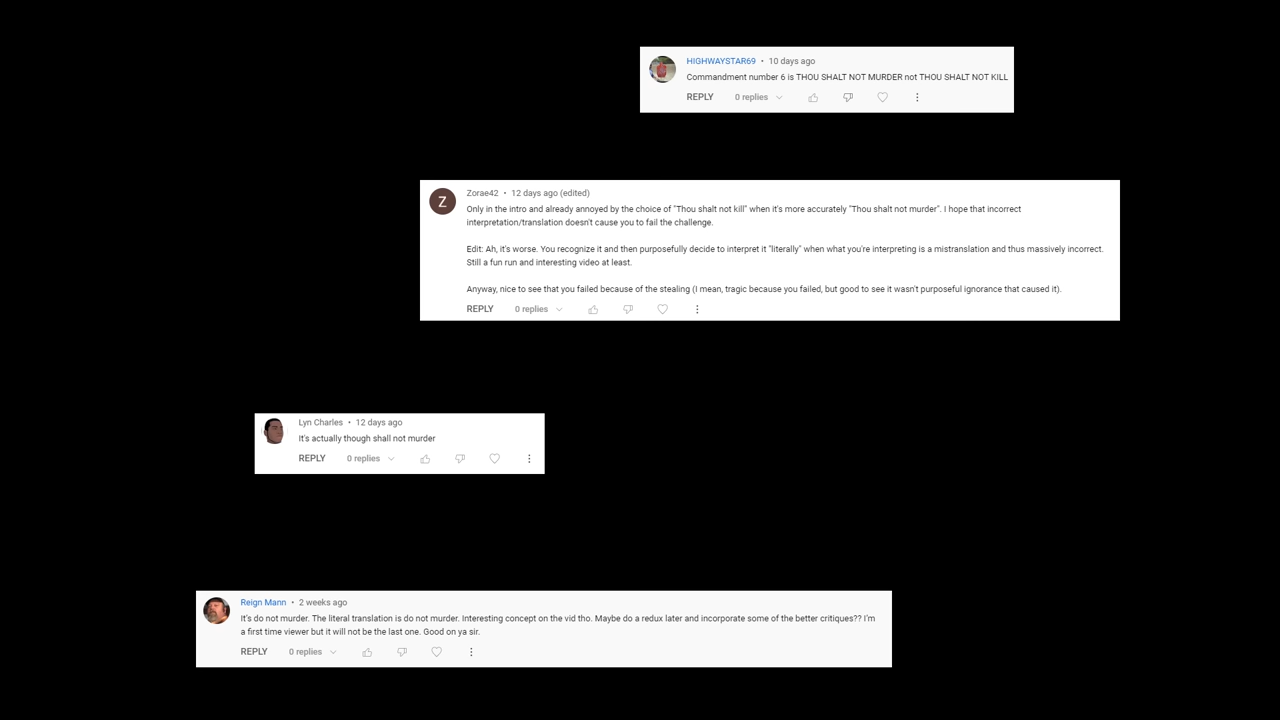 HIGHWAYSTAR69 • 10 days ago
Commandment number 6 is THOU SHALT NOT MURDER not THOU SHALT NOT KILL
REPLY 0 replies
Z
Zorae42 • 12 days ago (edited)
Only in the intro and already annoyed by the choice of "Thou shalt not kill" when it's more accurately "Thou shalt not murder". I hope that incorrect
interpretation/translation doesn't cause you to fail the challenge.
Edit: Ah, it's worse. You recognize it and then purposefully decide to interpret it "literally" when what you're interpreting is a mistranslation and thus massively incorrect.
Still a fun run and interesting video at least.
Anyway, nice to see that you failed because of the stealing (I mean, tragic because you failed, but good to see it wasn't purposeful ignorance that caused it).
REPLY 0 replies
Lyn Charles • 12 days ago
It's actually though shall not murder
REPLY 0 replies
Reign Mann • 2 weeks ago
It's do not murder. The literal translation is do not murder. Interesting concept on the vid tho. Maybe do a redux later and incorporate some of the better critiques?? I'm
a first time viewer but it will not be the last one. Good on ya sir.
REPLY 0 replies